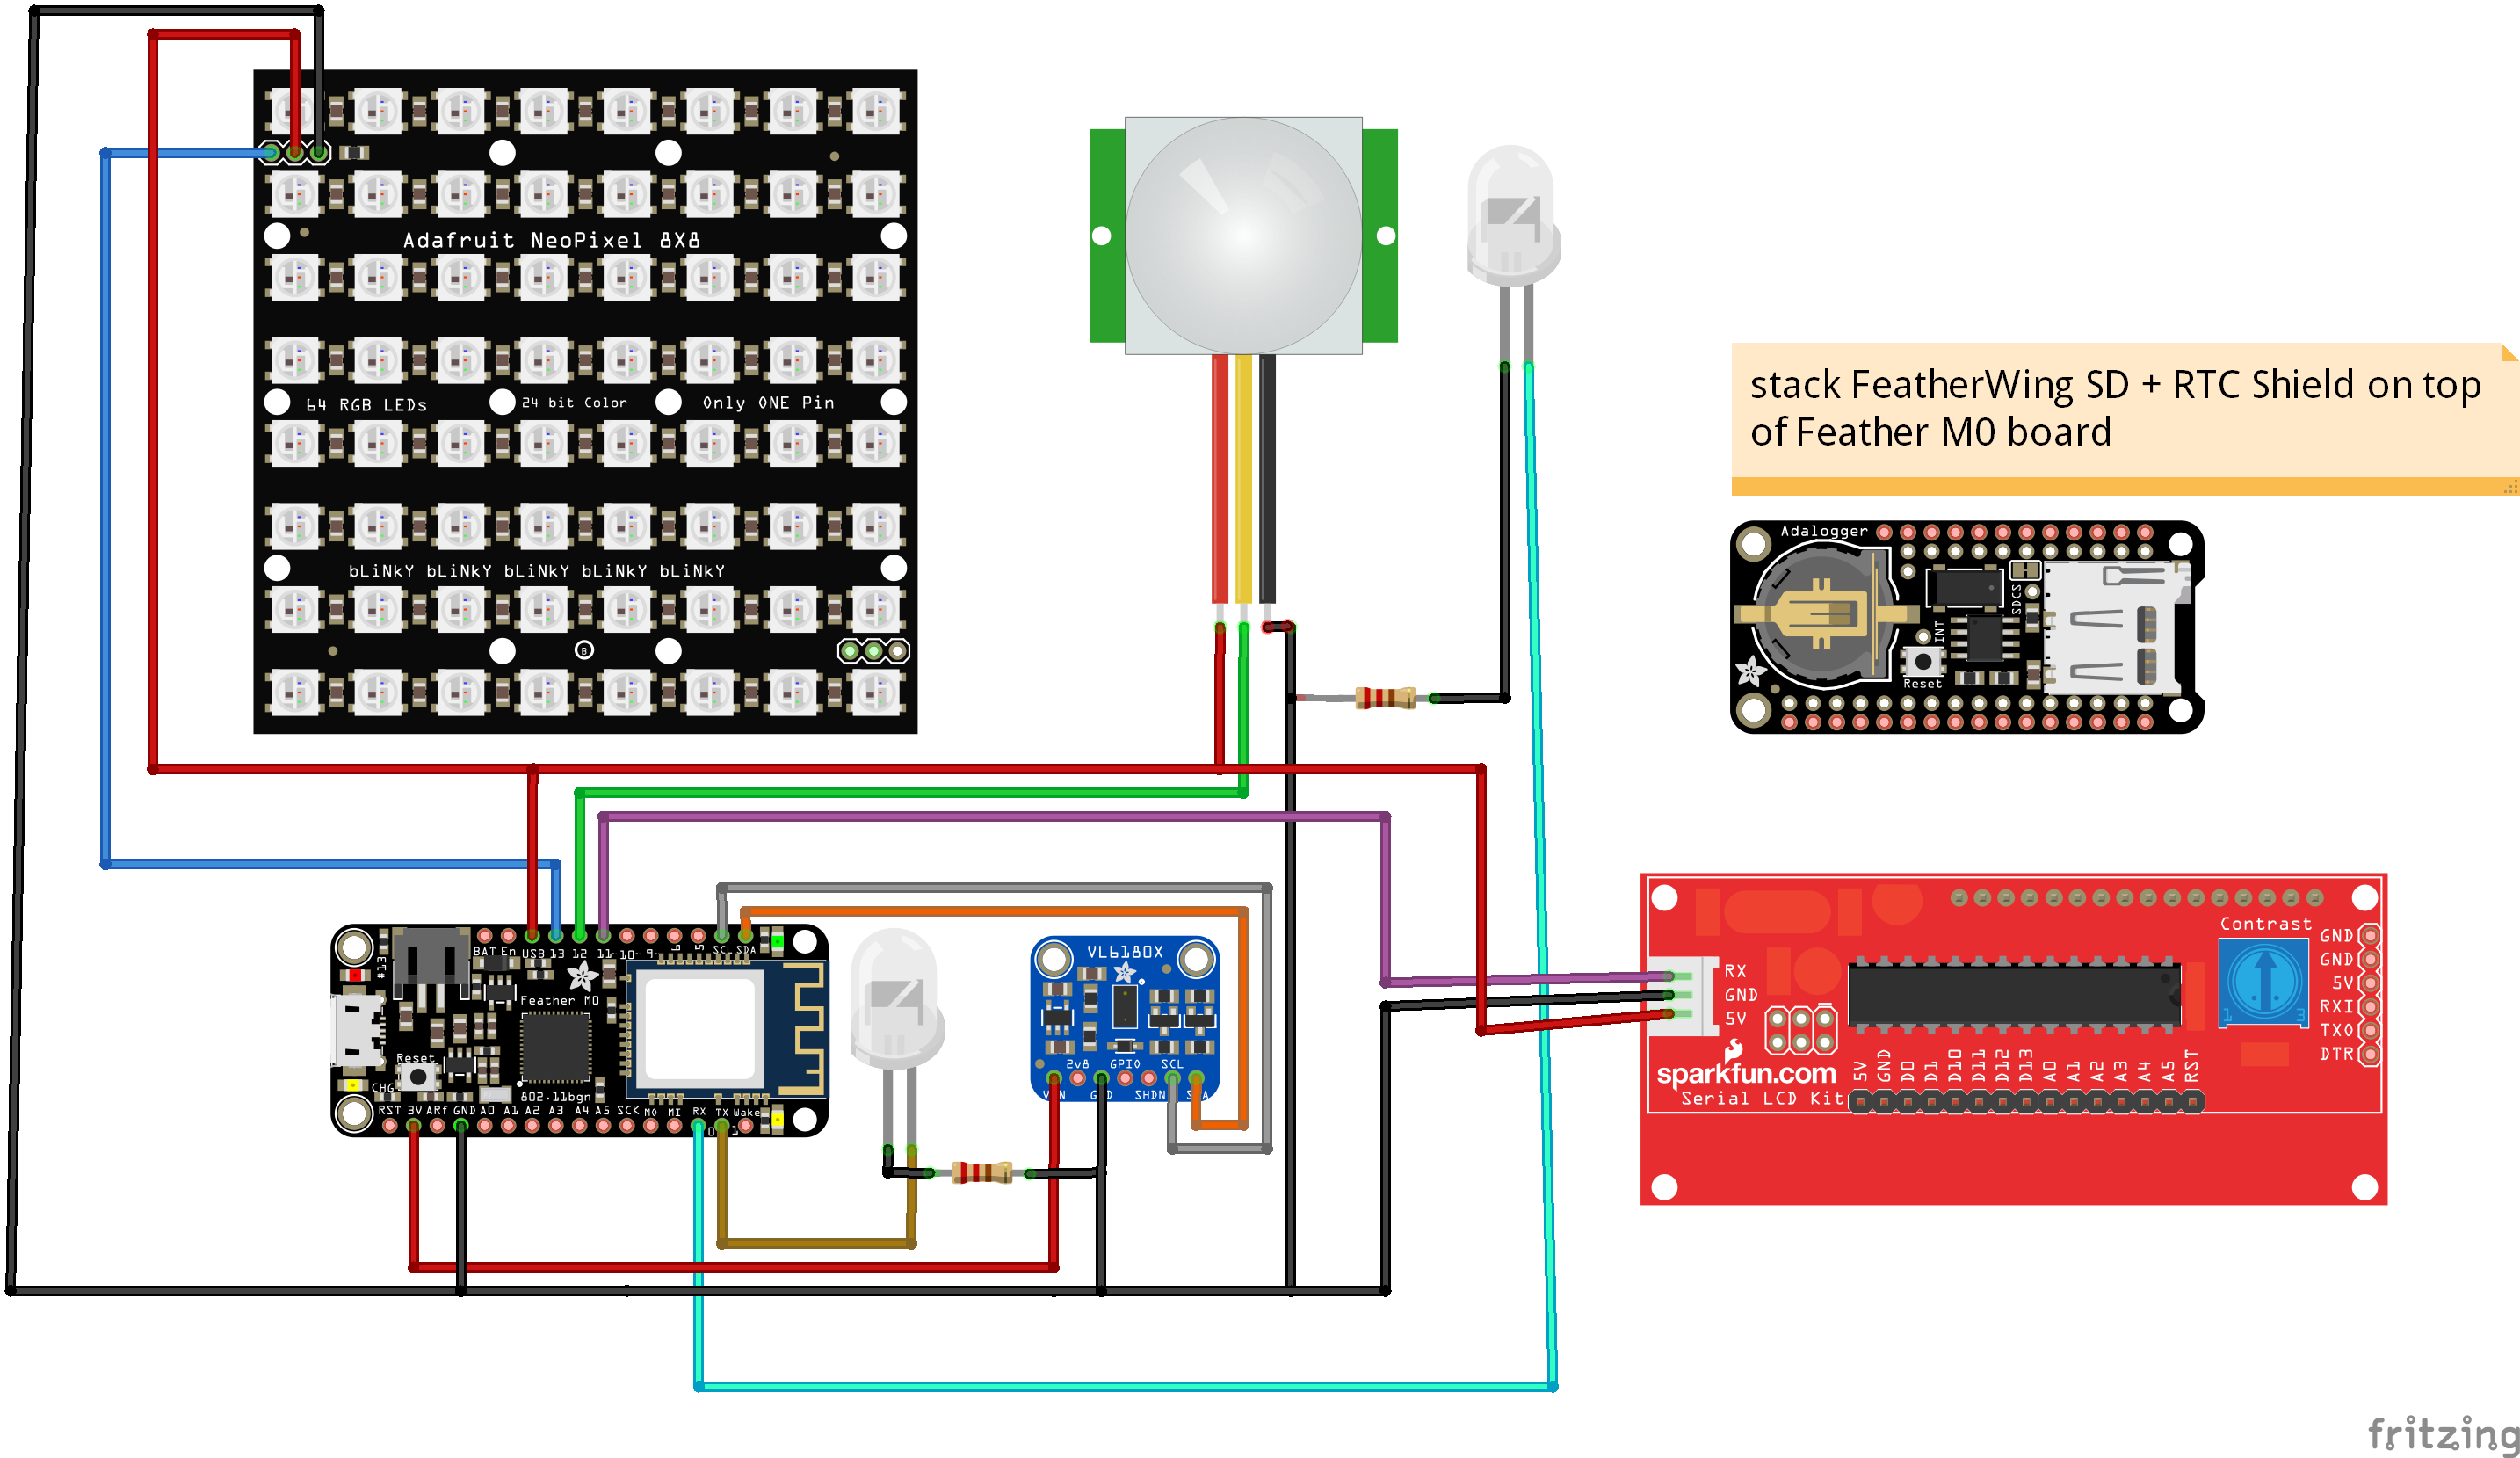 Adafruit NeoPixel 8X8
64 RGB LEDs
24 bit Color
Only ONE Pin
bLiNkY bLiNkY bLiNkY bLiNkY bLiNkY
B
stack FeatherWing SD + RTC Shield on top
of Feather M0 board
Adalogger
SDCS
INT
Reset
BAT En USB 13 12 11~ 10~ 9~ 6 5 SCL SDA
#13
Feather M0
Reset
CHG
802.11bgn
RST 3V ARf GND A0 A1 A2 A3 A4 A5 SCK M0 MI RX TX Wake
0 1
VL6180X
2v8 GPIO SCL
GND SHDN
RX
GND
5V
sparkfun.com
Serial LCD Kit
Contrast
1 3
GND
GND
5V
RXI
TXO
DTR
5V GND D0 D1 D10 D11 D12 D13 A0 A1 A2 A3 A4 A5 RST
fritzing